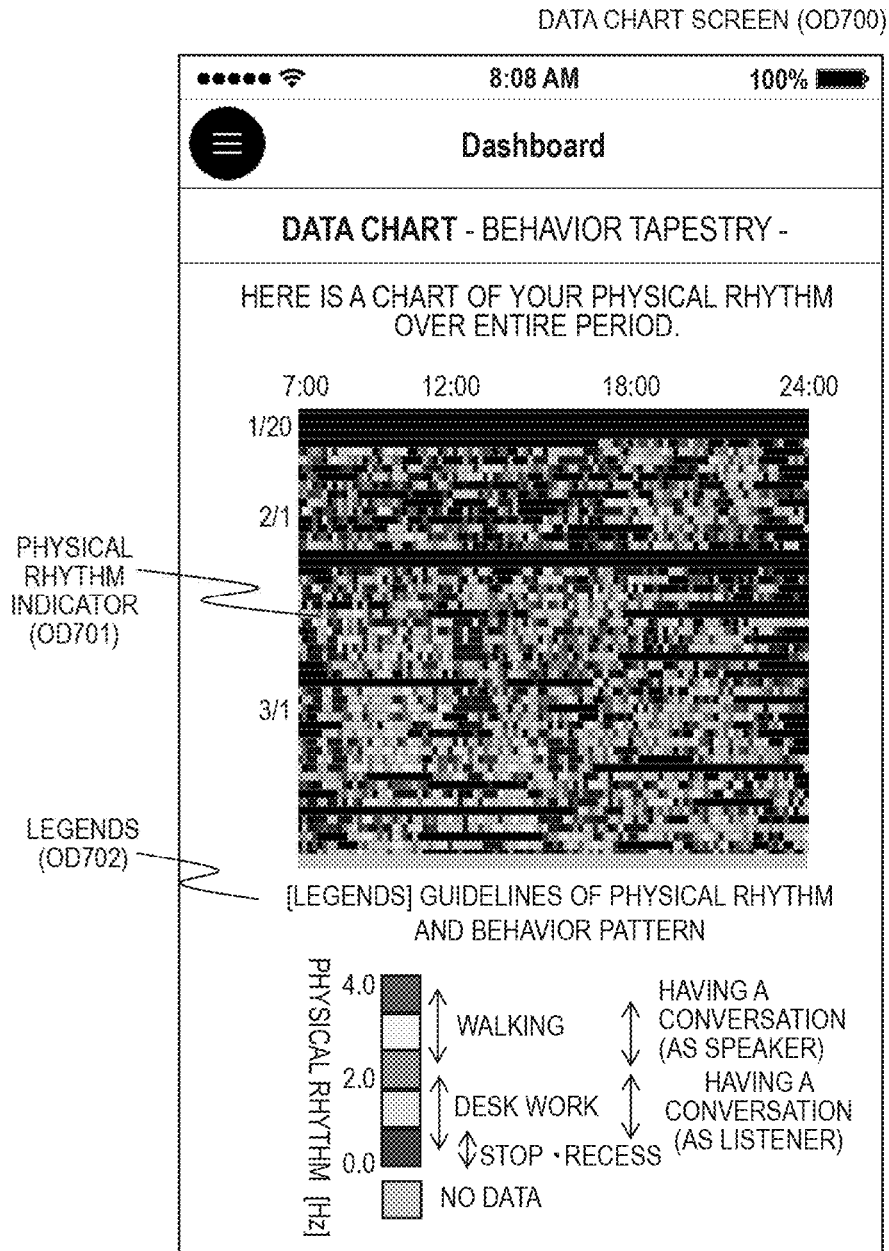 DATA CHART SCREEN (OD700)
8:08 AM
100%
Dashboard
DATA CHART - BEHAVIOR TAPESTRY -
HERE IS A CHART OF YOUR PHYSICAL RHYTHM
OVER ENTIRE PERIOD.
7:00
12:00
18:00
24:00
1/20
2/1
3/1
PHYSICAL
RHYTHM
INDICATOR
(OD701)
LEGENDS
(OD702)
[LEGENDS] GUIDELINES OF PHYSICAL RHYTHM
AND BEHAVIOR PATTERN
PHYSICAL RHYTHM [Hz]
4.0
2.0
0.0
WALKING
DESK WORK
STOP・RECESS
NO DATA
HAVING A
CONVERSATION
(AS SPEAKER)
HAVING A
CONVERSATION
(AS LISTENER)